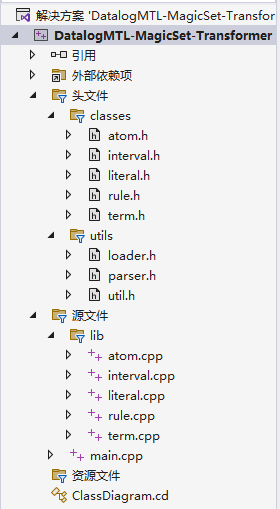 解决方案 'DatalogMTL-MagicSet-Transfor
DatalogMTL-MagicSet-Transformer
引用
外部依赖项
头文件
classes
atom.h
interval.h
literal.h
rule.h
term.h
utils
loader.h
parser.h
util.h
源文件
lib
atom.cpp
interval.cpp
literal.cpp
rule.cpp
term.cpp
main.cpp
资源文件
ClassDiagram.cd